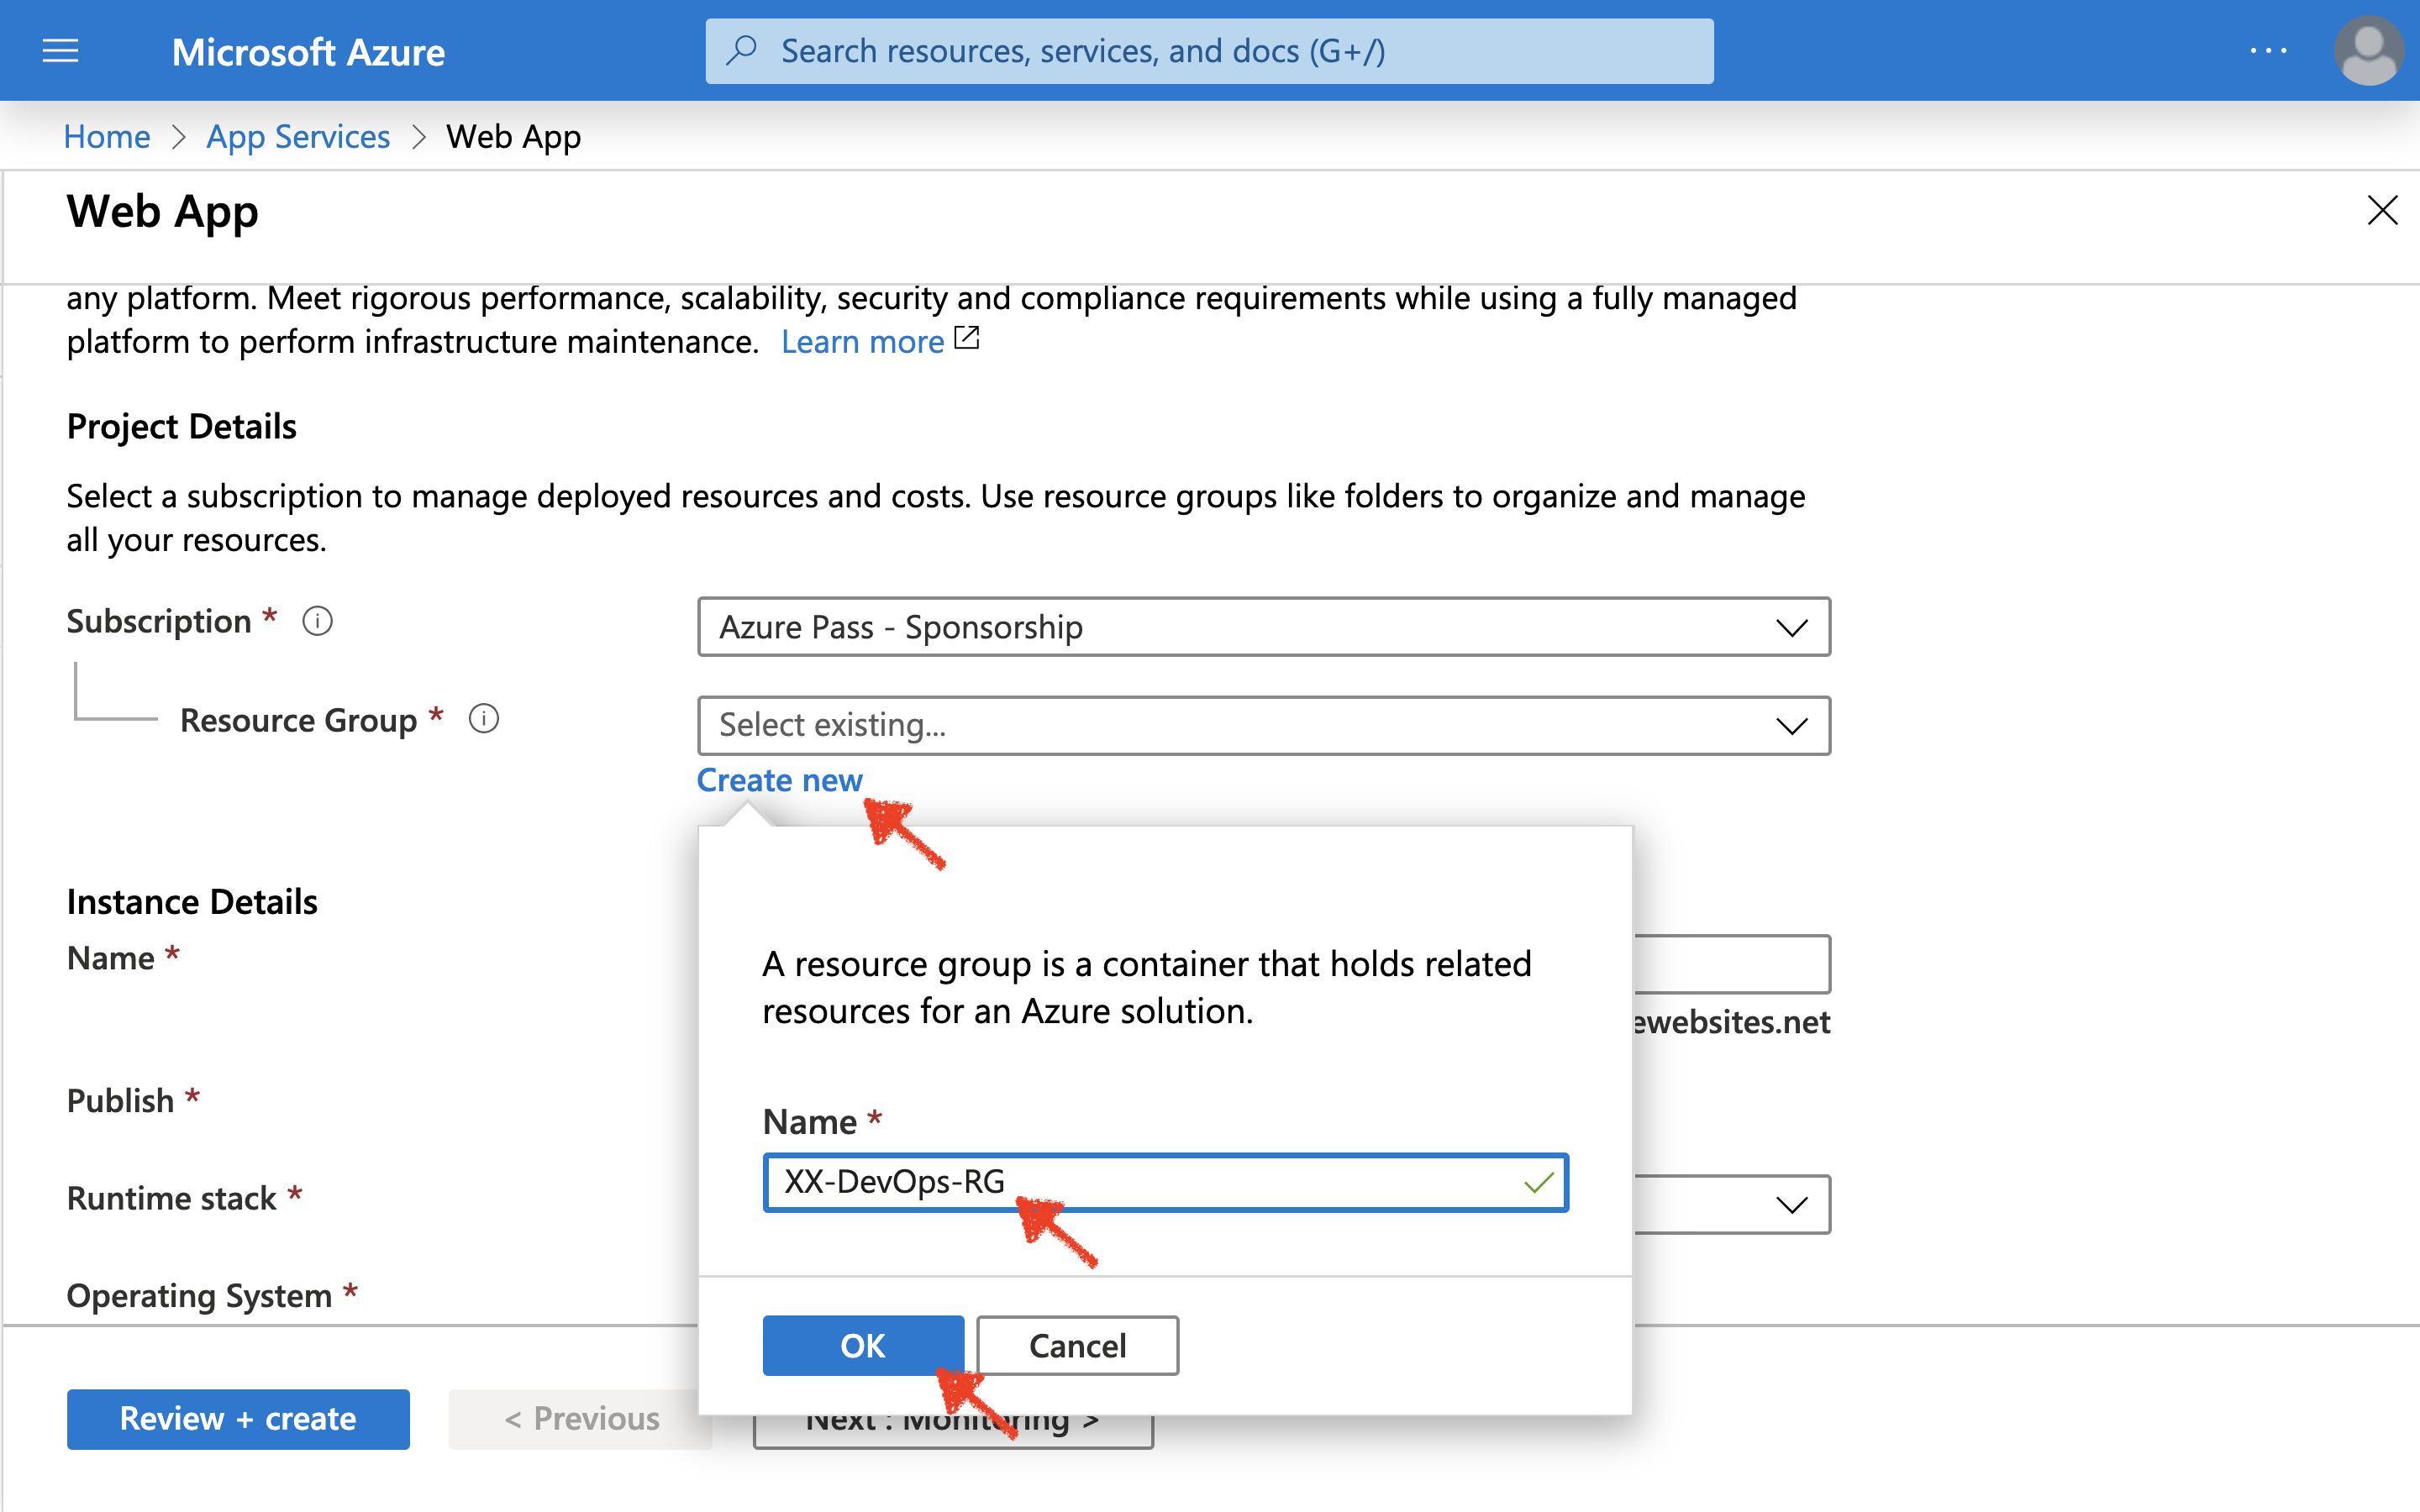 Microsoft Azure
Search resources, services, and docs (G+/)
Home > App Services > Web App
Web App
any platform. Meet rigorous performance, scalability, security and compliance requirements while using a fully managed
platform to perform infrastructure maintenance. Learn more
Project Details
Select a subscription to manage deployed resources and costs. Use resource groups like folders to organize and manage
all your resources.
Subscription *
Azure Pass - Sponsorship
Resource Group *
Select existing...
Create new
A resource group is a container that holds related
resources for an Azure solution.
Name *
XX-DevOps-RG
OK
Cancel
Instance Details
Name *
ewebsites.net
Publish *
Runtime stack *
Operating System *
Review + create
< Previous
Next : Monitoring >